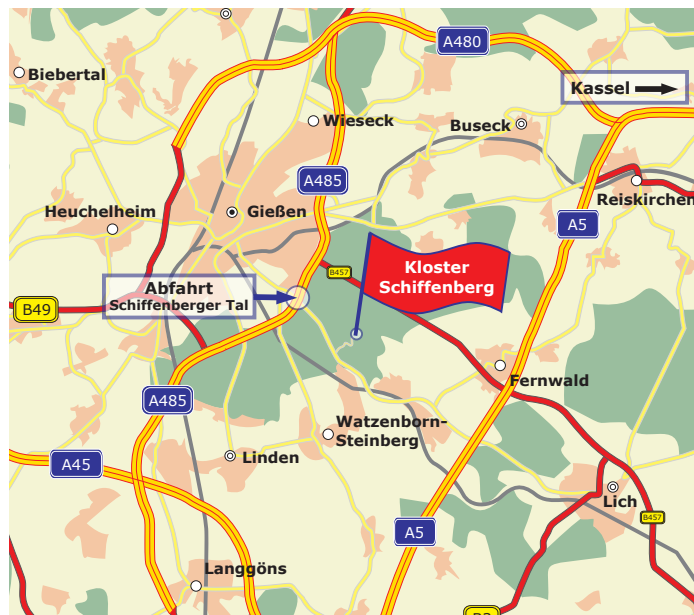 A480
Biebertal
Kassel
Wieseck
Buseck
A485
Reiskirchen
Gießen
Heuchelheim
A5
Kloster
Schiffenberg
B457
Abfahrt
Schiffenberger Tal
B49
Fernwald
A485
Watzenborn-
Steinberg
Linden
A45
Lich
B457
A5
Langgöns